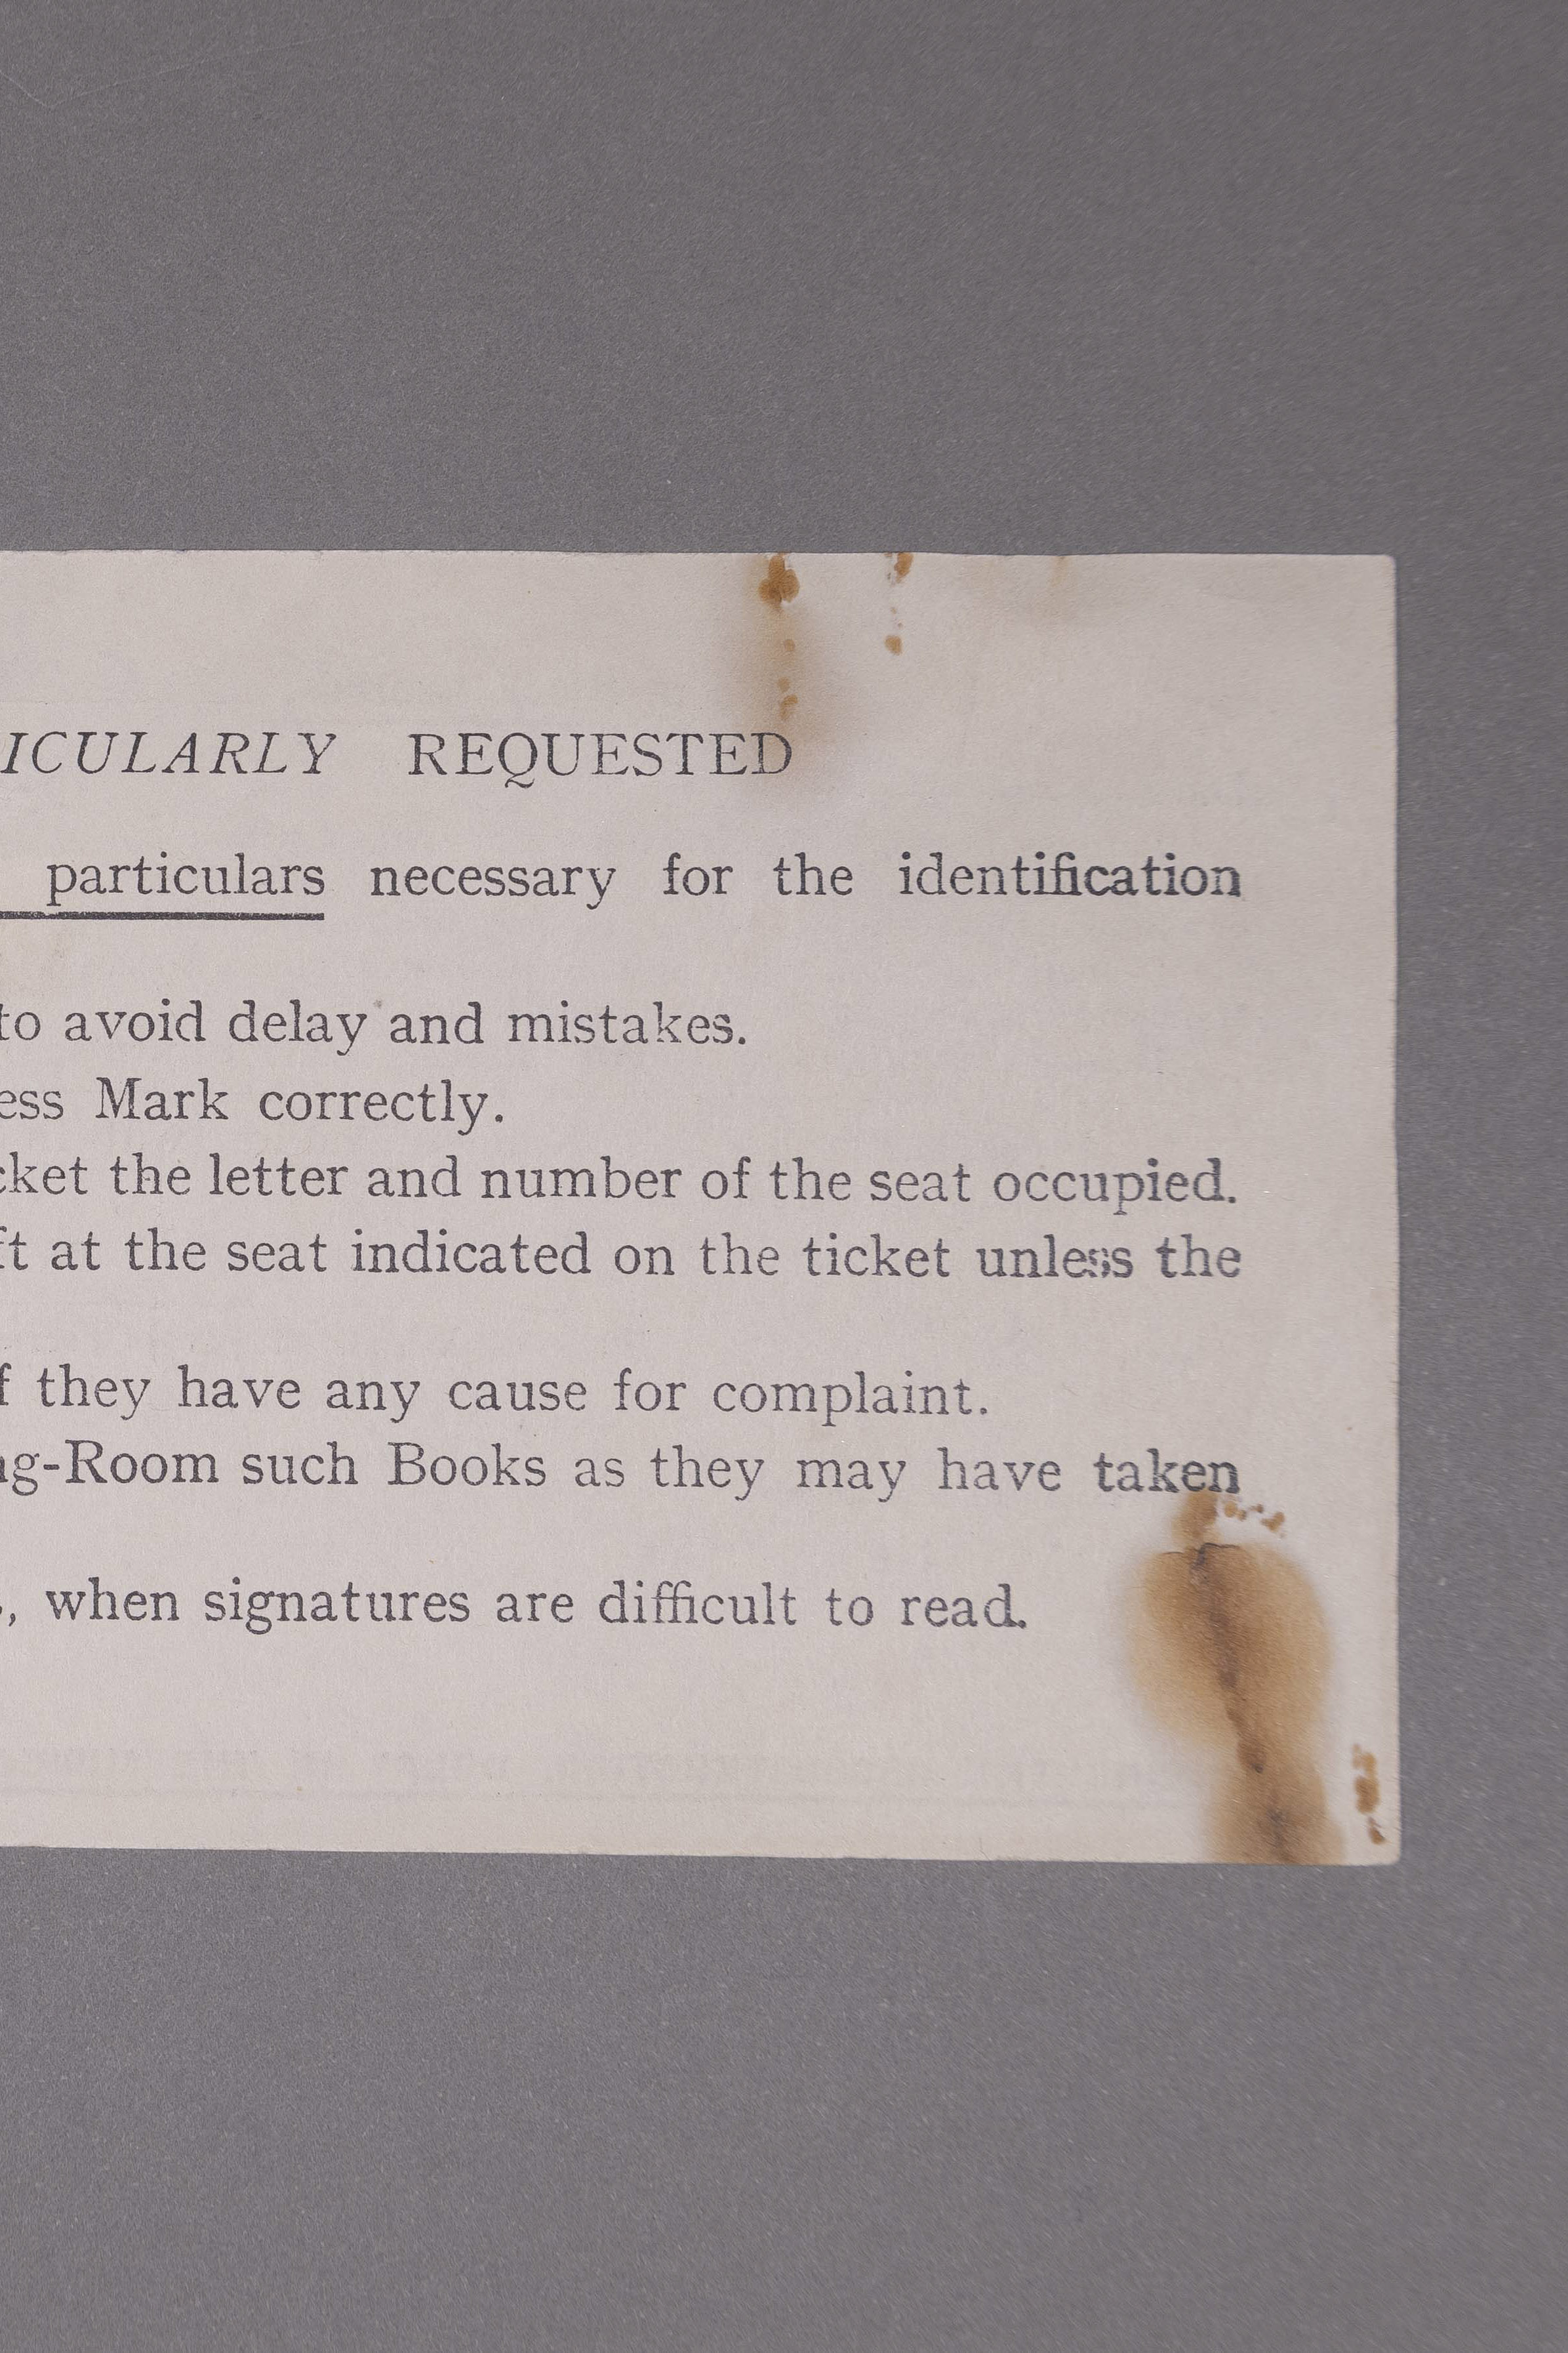 ICULARLY REQUESTED
particulars necessary for the identification
to avoid delay and mistakes.
ess Mark correctly.
cket the letter and number of the seat occupied.
ft at the seat indicated on the ticket unless the
f they have any cause for complaint.
ng-Room such Books as they may have taken
, when signatures are difficult to read.